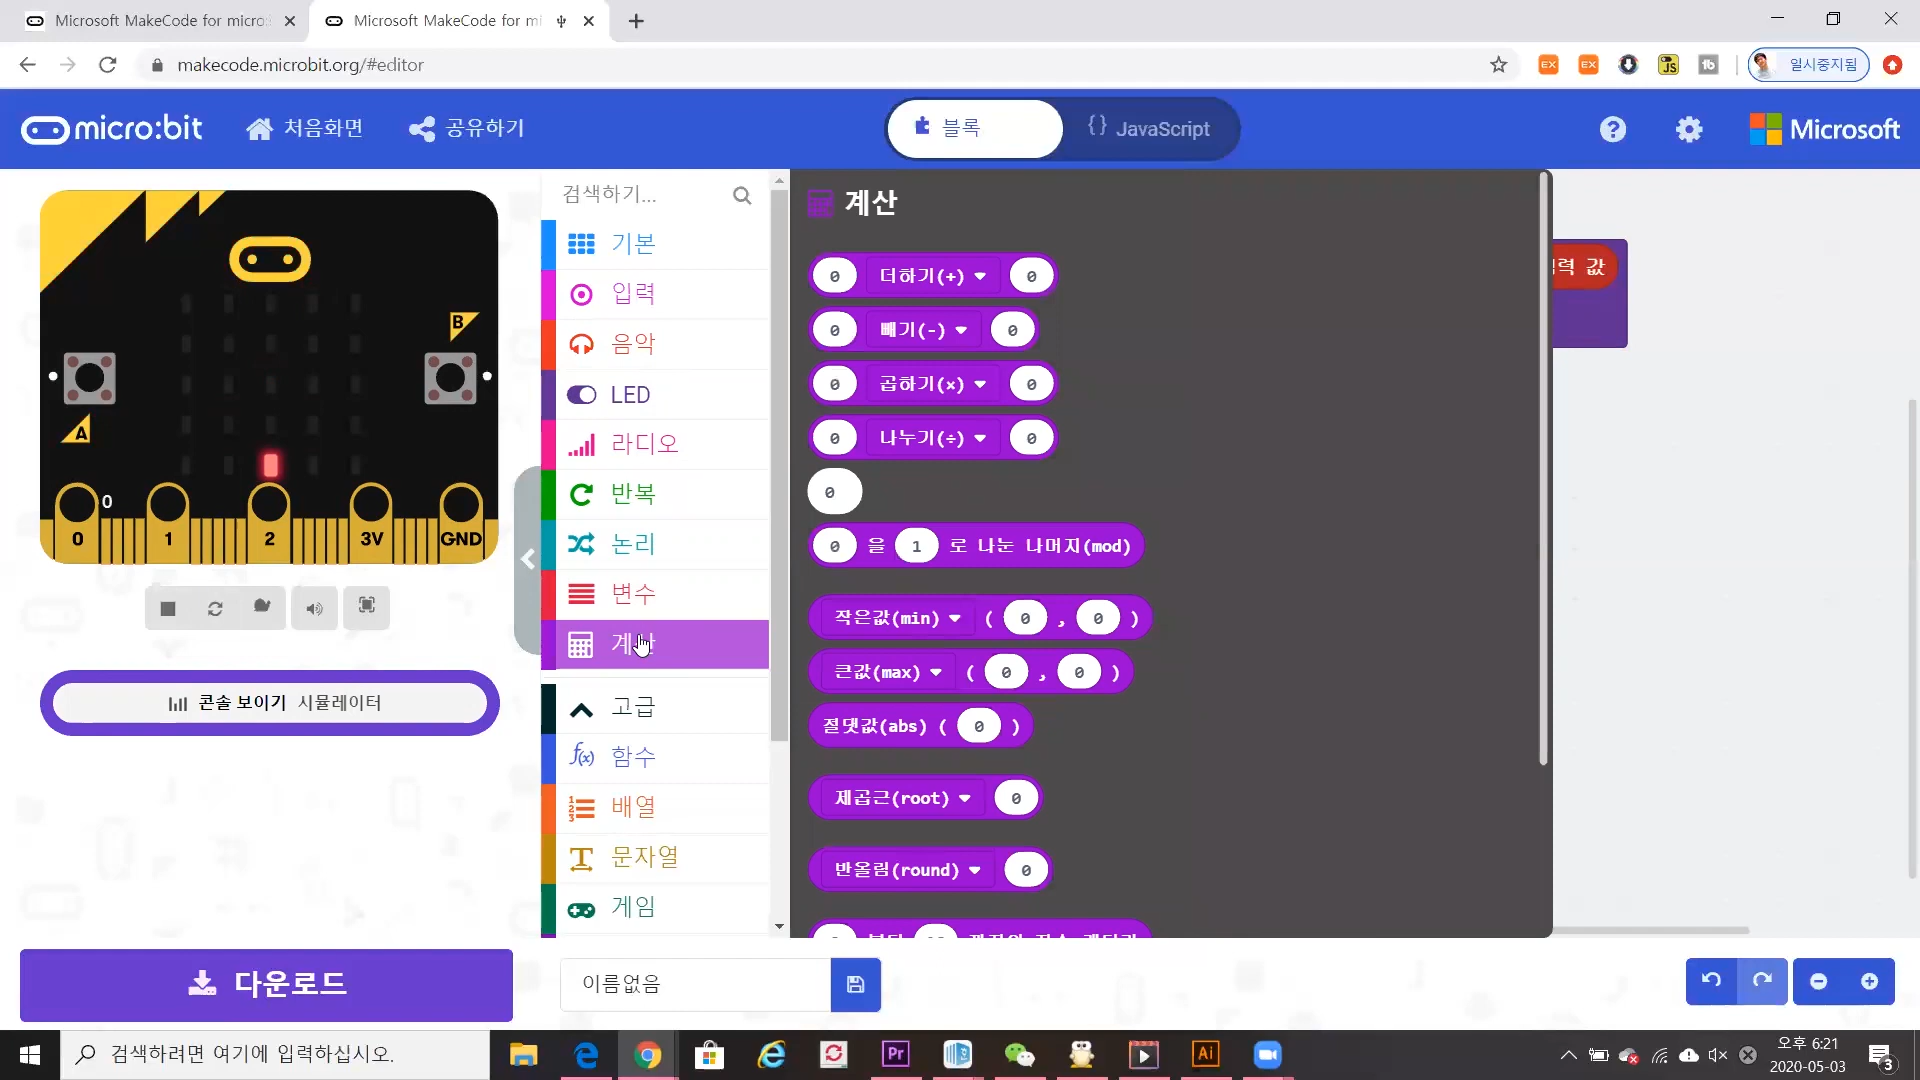 Microsoft MakeCode for micro:
Microsoft MakeCode for mi
makecode.microbit.org/#editor
EX
EX
JS
tb
일시중지됨
micro:bit
처음화면
공유하기
블록
{} JavaScript
?
Microsoft
B
A
0
0
1
2
3V
GND
콘솔 보이기 시뮬레이터
다운로드
검색하기...
기본
입력
음악
LED
라디오
반복
논리
변수
계산
고급
f(x) 함수
배열
문자열
게임
계산
0 더하기(+) 0
0 빼기(-) 0
0 곱하기(×) 0
0 나누기(÷) 0
0
0 을 1 로 나눈 나머지(mod)
작은값(min) ( 0 , 0 )
큰값(max) ( 0 , 0 )
절댓값(abs) ( 0 )
제곱근(root) 0
반올림(round) 0
력 값
이름없음
검색하려면 여기에 입력하십시오.
Pr
Ai
오후 6:21
2020-05-03
3